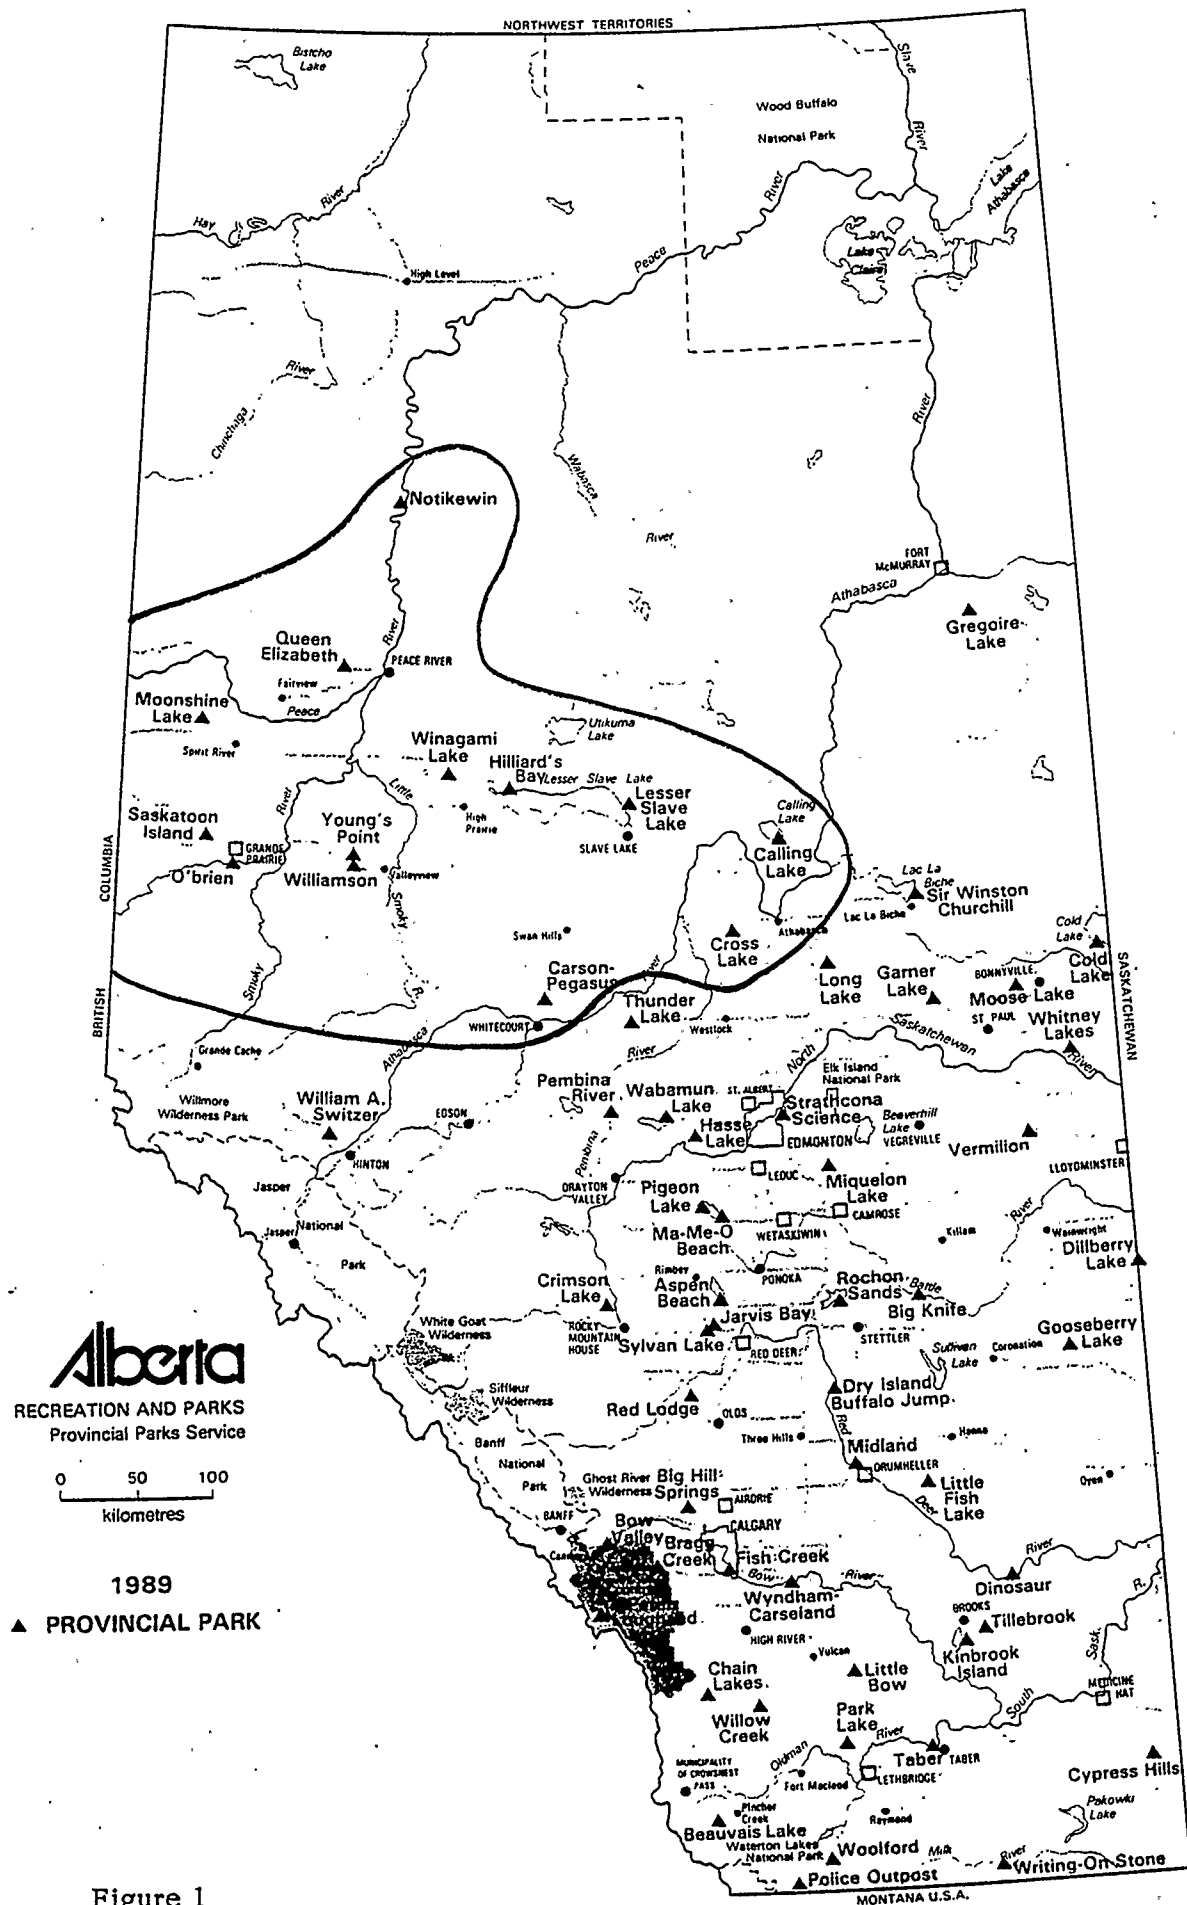 NORTHWEST TERRITORIES
Bistcho
Lake
Slave
River
Wood Buffalo
National Park
Lake
Athabasca
Hay
River
River
Peace
Lake
Claire
High Level
River
Chinchaga
River
Wabasca
River
Notikewin
FORT
McMURRAY
Athabasca
Gregoire
Lake
Queen
Elizabeth
River
PEACE RIVER
Fairview
Peace
Moonshine
Lake
Spirit River
Utikuma
Lake
Winagami
Lake
Hilliard's
Bay
Lesser Slave Lake
Lesser
Slave
Lake
SLAVE LAKE
High
Prairie
Little
Smoky
R.
River
Saskatoon
Island
Young's
Point
GRANDE
PRAIRIE
O'brien
Williamson
Valleyview
Calling
Lake
Calling
Lake
Lac La
Biche
Sir Winston
Churchill
Lac La Biche
Athabasca
COLUMBIA
BRITISH
Swan Hills
Cross
Lake
Cold
Lake
Cold
Lake
SASKATCHEWAN
Smoky
Carson-
Pegasus
River
Long
Lake
Garner
Lake
BONNYVILLE
Moose Lake
Thunder
Lake
WHITECOURT
Westlock
ST. PAUL
Whitney
Lakes
Saskatchewan
River
North
Athabasca
Grande Cache
River
Elk Island
National Park
Willmore
Wilderness Park
William A.
Switzer
EDSON
Pembina
River
Wabamun
Lake
ST. ALBERT
Strathcona
Science
Hasse
Lake
EDMONTON
Beaverhill
Lake
VEGREVILLE
Vermilion
LLOYDMINSTER
HINTON
Pembina
DRAYTON
VALLEY
LEDUC
Miquelon
Lake
CAMROSE
Jasper
National
Park
Jasper
Pigeon
Lake
Ma-Me-O
Beach
WETASKIWIN
Killam
River
Wainwright
Dillberry
Lake
Rimbey
PONOKA
Crimson
Lake
Aspen
Beach
Rochon
Sands
Battle
Big Knife
White Goat
Wilderness
ROCKY
MOUNTAIN
HOUSE
Jarvis Bay
Sylvan Lake
RED DEER
STETTLER
Sullivan
Lake
Coronation
Gooseberry
Lake
Siffleur
Wilderness
Dry Island
Buffalo Jump
Red Lodge
OLDS
Three Hills
Red
Hanna
Banff
National
Park
Midland
DRUMHELLER
Ghost River
Wilderness
Big Hill
Springs
AIRDRIE
Little
Fish
Lake
Oyen
Deer
BANFF
Bow
Valley
Bragg
Creek
CALGARY
Fish Creek
Bow
River
River
Dinosaur
Wyndham-
Carseland
BROOKS
Tillebrook
R.
HIGH RIVER
Kinbrook
Island
Vulcan
Sask.
Chain
Lakes
Little
Bow
MEDICINE
HAT
South
Willow
Creek
Park
Lake
River
Taber
TABER
Oldman
MUNICIPALITY
OF CROWSNEST
PASS
Fort Macleod
LETHBRIDGE
Cypress Hills
Pincher
Creek
Raymond
Pakowki
Lake
Beauvais Lake
Waterton Lakes
National Park
Woolford
Milk
River
Writing-On Stone
Police Outpost
MONTANA U.S.A.
Alberta
RECREATION AND PARKS
Provincial Parks Service
0 50 100
kilometres
1989
▲ PROVINCIAL PARK
Figure 1